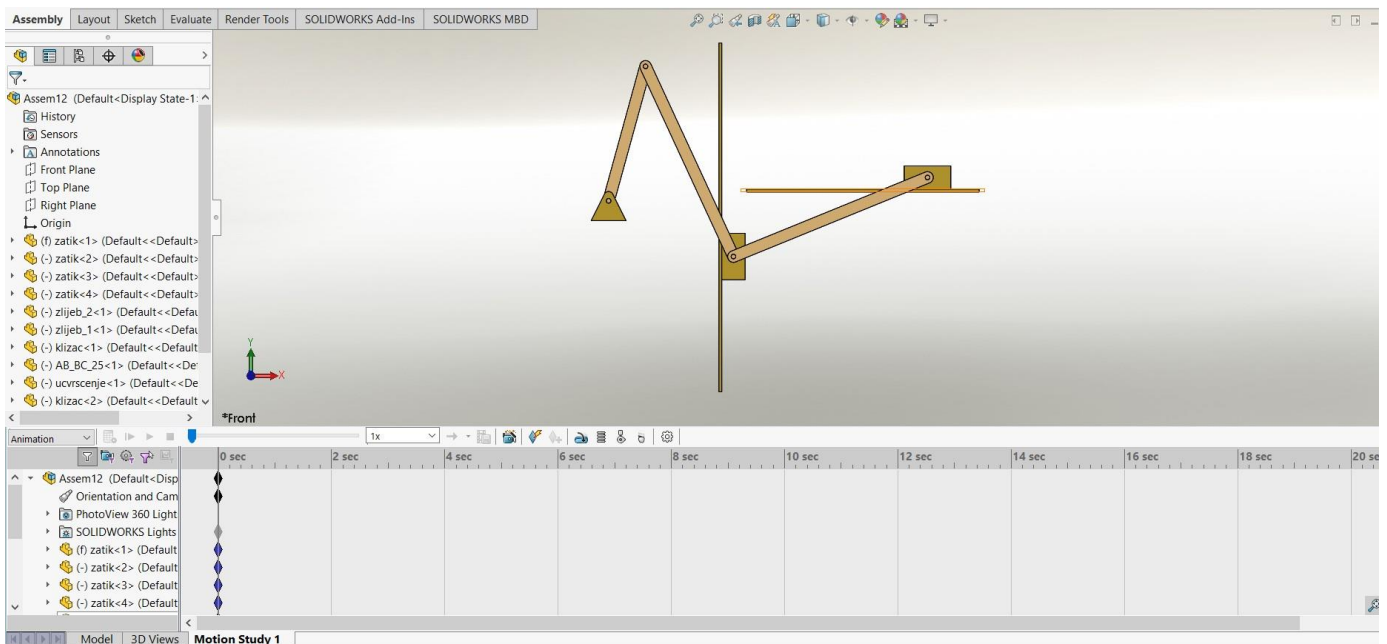 Assembly Layout Sketch Evaluate Render Tools SOLIDWORKS Add-Ins SOLIDWORKS MBD
Assem12 (Default<Display State-1:
History
Sensors
Annotations
Front Plane
Top Plane
Right Plane
Origin
(f) zatik<1> (Default<<Default>
(-) zatik<2> (Default<<Default>
(-) zatik<3> (Default<<Default>
(-) zatik<4> (Default<<Default>
(-) zlijeb_2<1> (Default<<Defau
(-) zlijeb_1<1> (Default<<Defau
(-) klizac<1> (Default<<Default
(-) AB_BC_25<1> (Default<<De
(-) ucvrscenje<1> (Default<<De
(-) klizac<2> (Default<<Default
Y
X
*Front
Animation 1x
0 sec 2 sec 4 sec 6 sec 8 sec 10 sec 12 sec 14 sec 16 sec 18 sec 20 se
Assem12 (Default<Disp
Orientation and Cam
PhotoView 360 Light
SOLIDWORKS Lights
(f) zatik<1> (Default
(-) zatik<2> (Default
(-) zatik<3> (Default
(-) zatik<4> (Default
Model 3D Views Motion Study 1